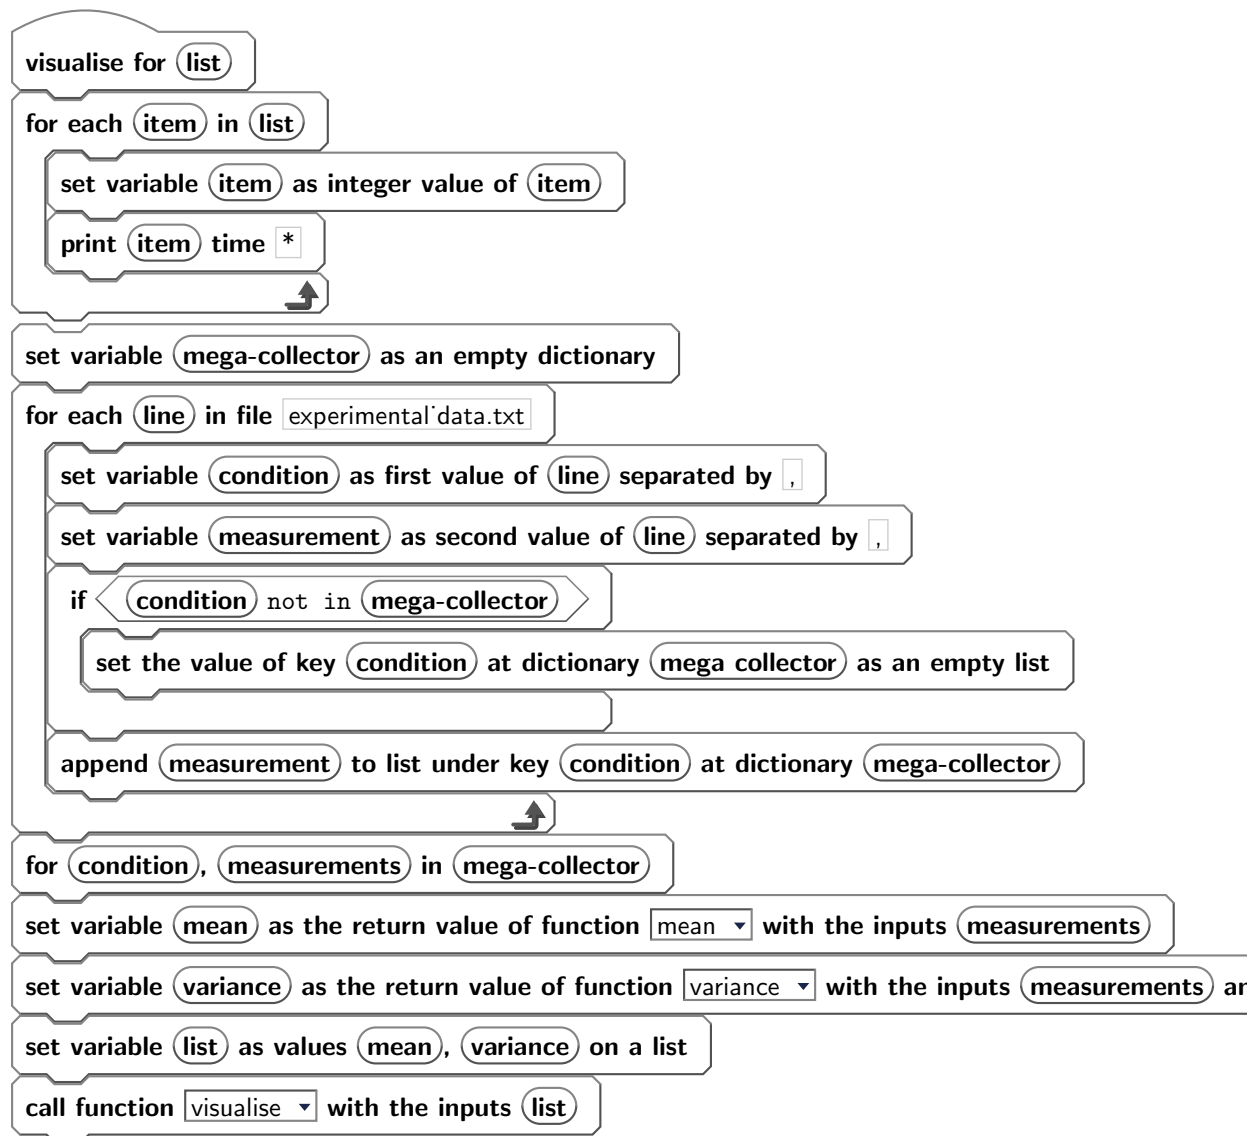 visualise for list
for each item in list
set variable item as integer value of item
print item time *
set variable mega-collector as an empty dictionary
for each line in file experimental˙data.txt
set variable condition as first value of line separated by ,
set variable measurement as second value of line separated by ,
if condition not in mega-collector
set the value of key condition at dictionary mega collector as an empty list
append measurement to list under key condition at dictionary mega-collector
for condition, measurements in mega-collector
set variable mean as the return value of function mean with the inputs measurements
set variable variance as the return value of function variance with the inputs measurements
set variable list as values mean, variance on a list
call function visualise with the inputs list